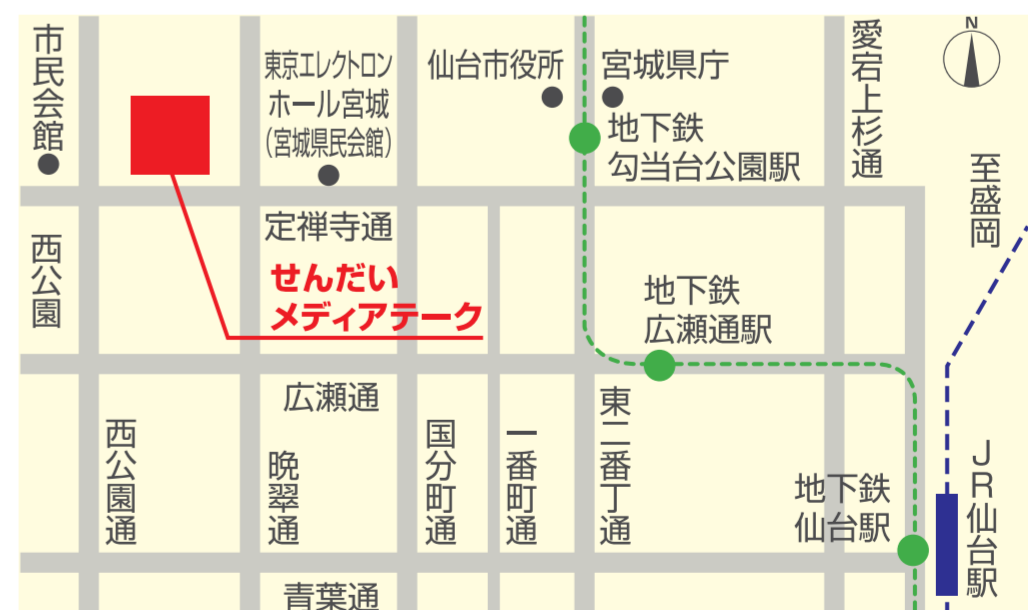 市民会館
東京エレクトロン
ホール宮城
(宮城県民会館)
仙台市役所
宮城県庁
地下鉄
勾当台公園駅
愛宕上杉通
N
至盛岡
西公園
定禅寺通
せんだい
メディアテーク
地下鉄
広瀬通駅
広瀬通
西公園通
晩翠通
国分町通
一番町通
東二番丁通
地下鉄
仙台駅
JR仙台駅
青葉通